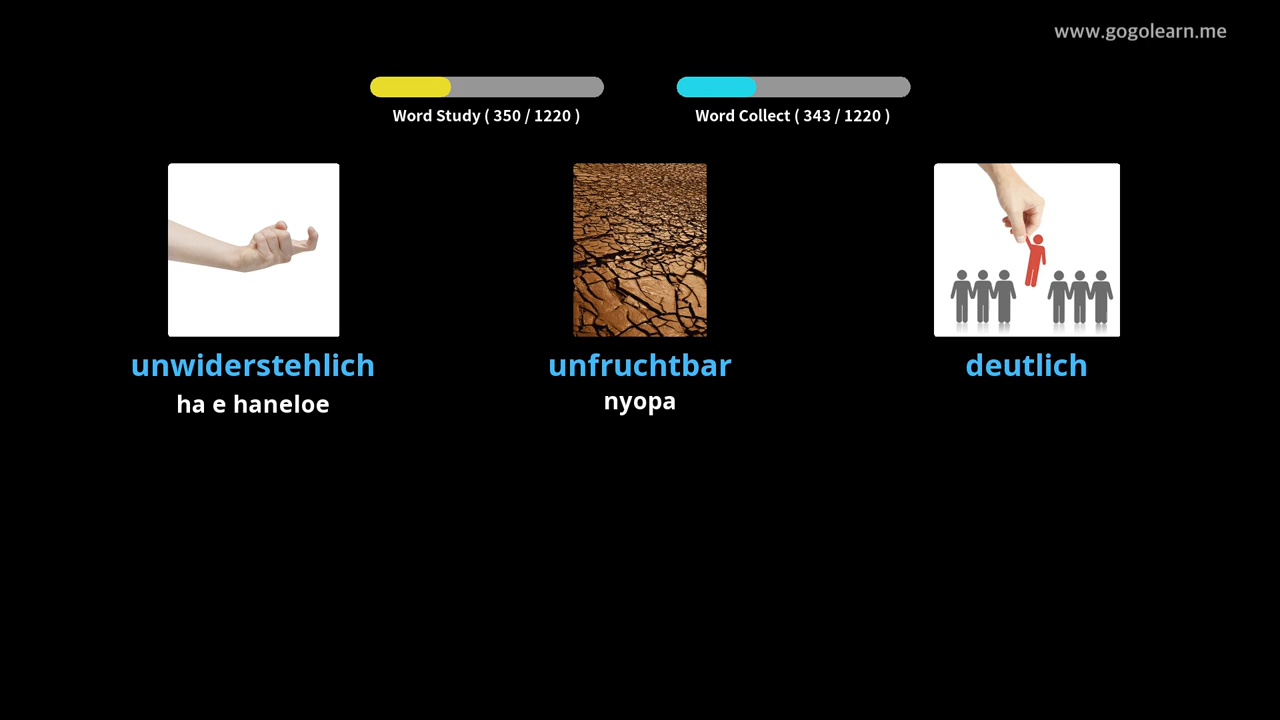 www.gogolearn.me
Word Study ( 350 / 1220 )
Word Collect ( 343 / 1220 )
unwiderstehlich
unfruchtbar
deutlich
ha e haneloe
nyopa